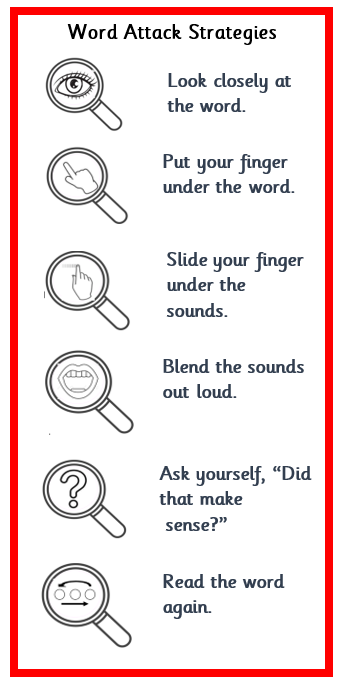 Word Attack Strategies
Look closely at
the word.
Put your finger
under the word.
Slide your finger
under the
sounds.
Blend the sounds
out loud.
Ask yourself, “Did
that make
sense?”
Read the word
again.